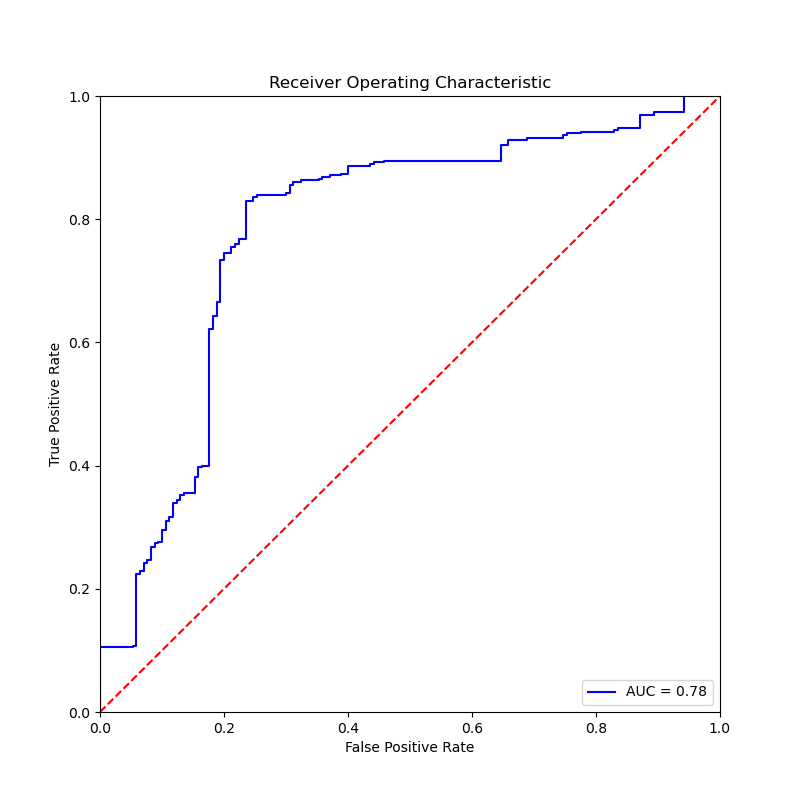 Receiver Operating Characteristic
1.0
0.8
0.6
0.4
0.2
0.0
True Positive Rate
AUC = 0.78
0.0 0.2 0.4 0.6 0.8 1.0
False Positive Rate